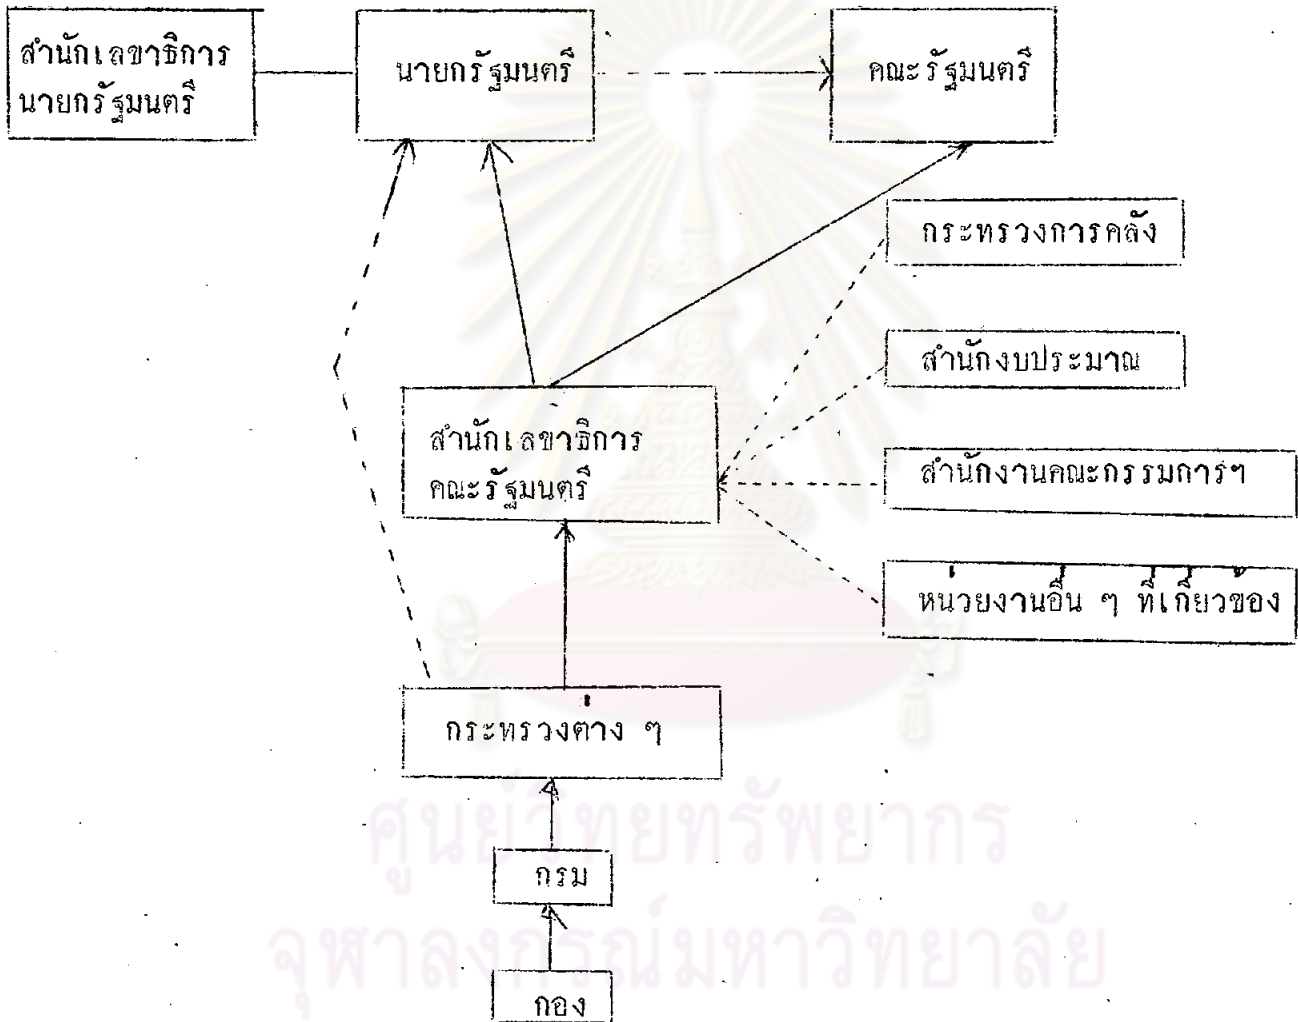 สำนักเลขาธิการ
นายกรัฐมนตรี
นายกรัฐมนตรี
คณะรัฐมนตรี
กระทรวงการคลัง
สำนักงบประมาณ
สำนักเลขาธิการ
คณะรัฐมนตรี
สำนักงานคณะกรรมการฯ
หน่วยงานอื่น ๆ ที่เกี่ยวข้อง
กระทรวงต่าง ๆ
ศูนย์วิทยทรัพยากร
กรม
จุฬาลงกรณ์มหาวิทยาลัย
กอง